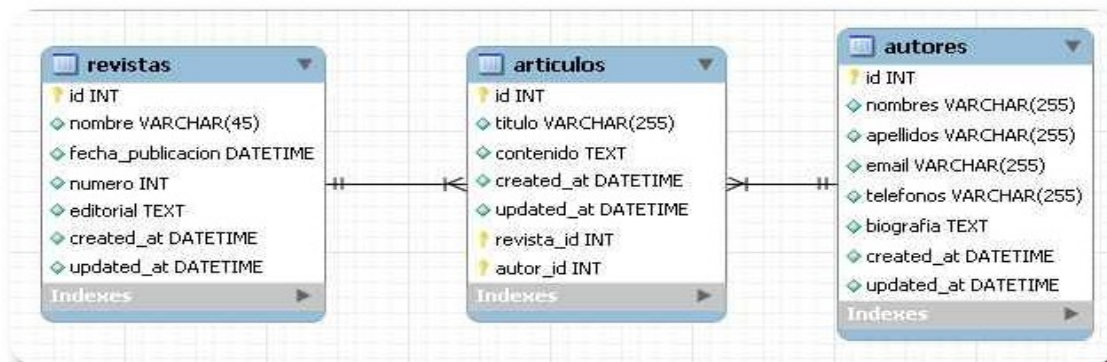 revistas
id INT
nombre VARCHAR(45)
fecha_publicacion DATETIME
numero INT
editorial TEXT
created_at DATETIME
updated_at DATETIME
Indexes
articulos
id INT
titulo VARCHAR(255)
contenido TEXT
created_at DATETIME
updated_at DATETIME
revista_id INT
autor_id INT
Indexes
autores
id INT
nombres VARCHAR(255)
apellidos VARCHAR(255)
email VARCHAR(255)
telefonos VARCHAR(255)
biografia TEXT
created_at DATETIME
updated_at DATETIME
Indexes